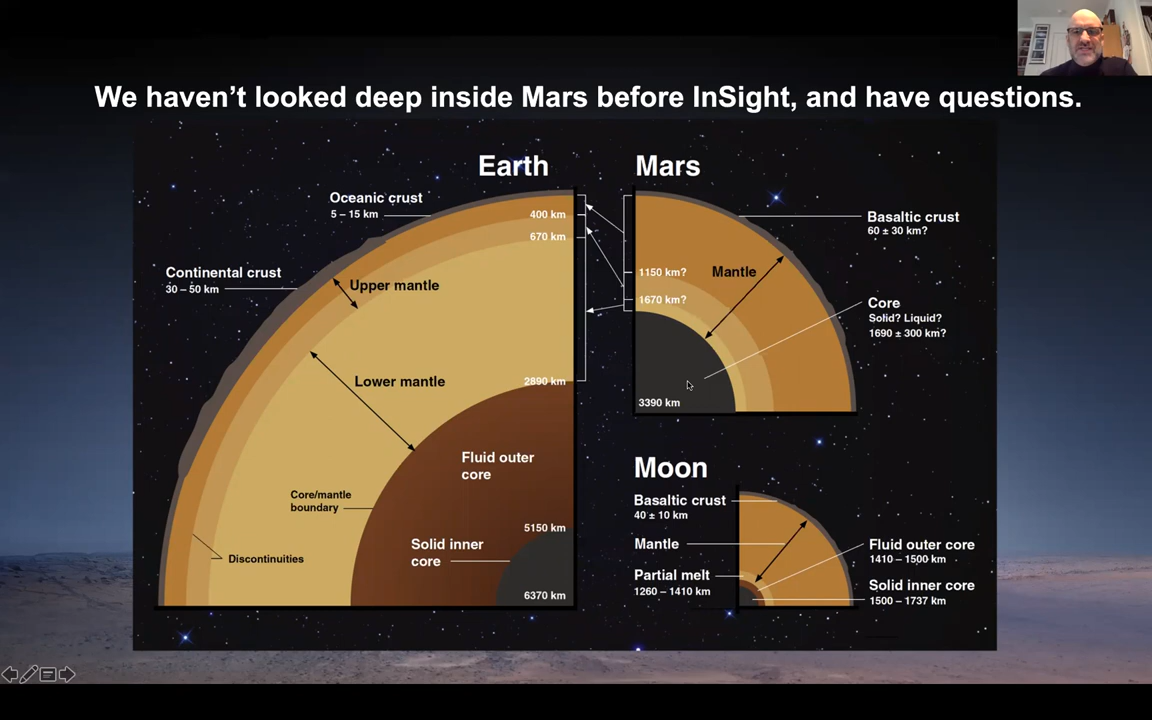 We haven't looked deep inside Mars before InSight, and have questions.
Earth
Oceanic crust
5 – 15 km
400 km
670 km
Continental crust
30 – 50 km
Upper mantle
Lower mantle
2890 km
Fluid outer
core
Core/mantle
boundary
5150 km
Solid inner
core
Discontinuities
6370 km
Mars
Basaltic crust
60 ± 30 km?
1150 km?
Mantle
1670 km?
Core
Solid? Liquid?
1690 ± 300 km?
3390 km
Moon
Basaltic crust
40 ± 10 km
Mantle
Fluid outer core
1410 – 1500 km
Partial melt
1260 – 1410 km
Solid inner core
1500 – 1737 km